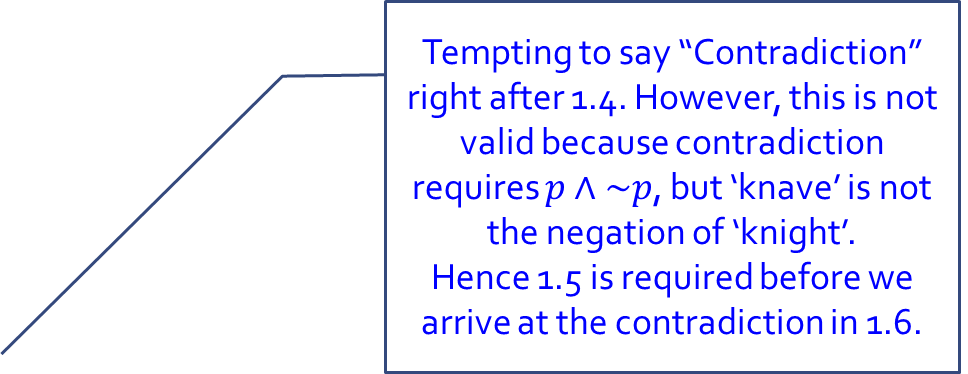 Tempting to say “Contradiction”
right after 1.4. However, this is not
valid because contradiction
requires 𝑝 ∧ ~𝑝, but ‘knave’ is not
the negation of ‘knight’.
Hence 1.5 is required before we
arrive at the contradiction in 1.6.